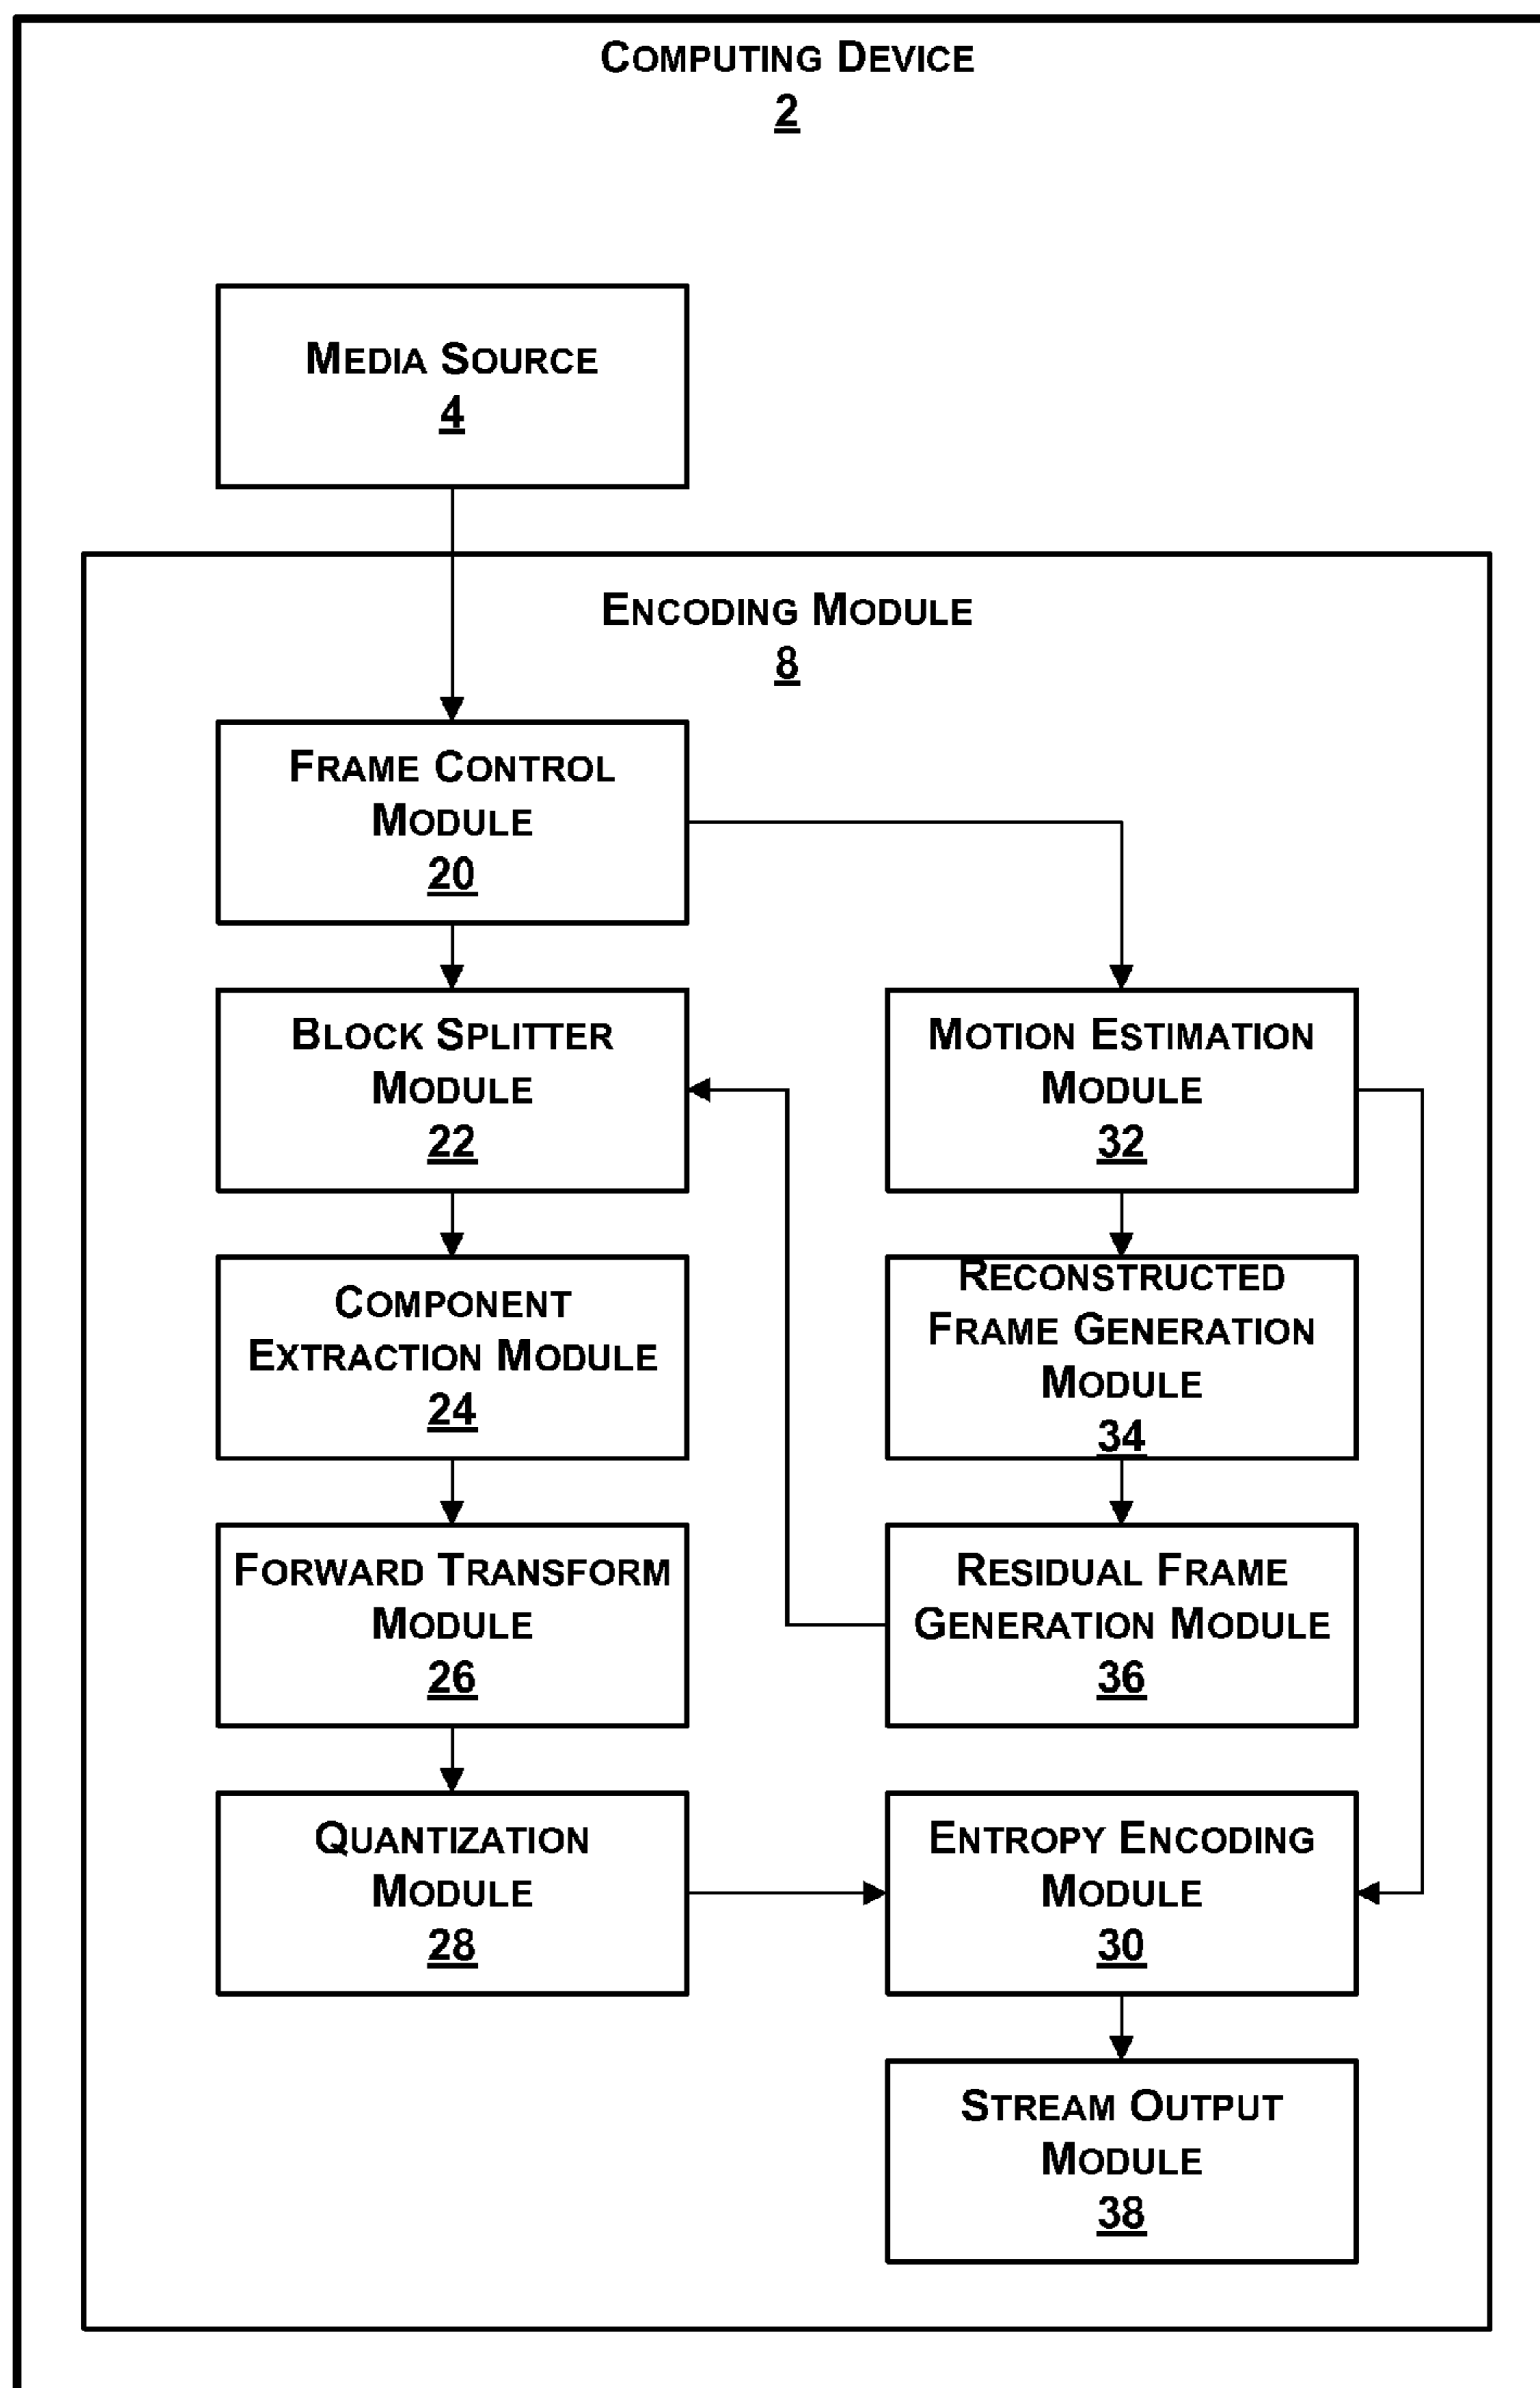 COMPUTING DEVICE
2
MEDIA SOURCE
4
ENCODING MODULE
8
FRAME CONTROL
MODULE
20
BLOCK SPLITTER
MODULE
22
MOTION ESTIMATION
MODULE
32
COMPONENT
EXTRACTION MODULE
24
RECONSTRUCTED
FRAME GENERATION
MODULE
34
FORWARD TRANSFORM
MODULE
26
RESIDUAL FRAME
GENERATION MODULE
36
QUANTIZATION
MODULE
28
ENTROPY ENCODING
MODULE
30
STREAM OUTPUT
MODULE
38